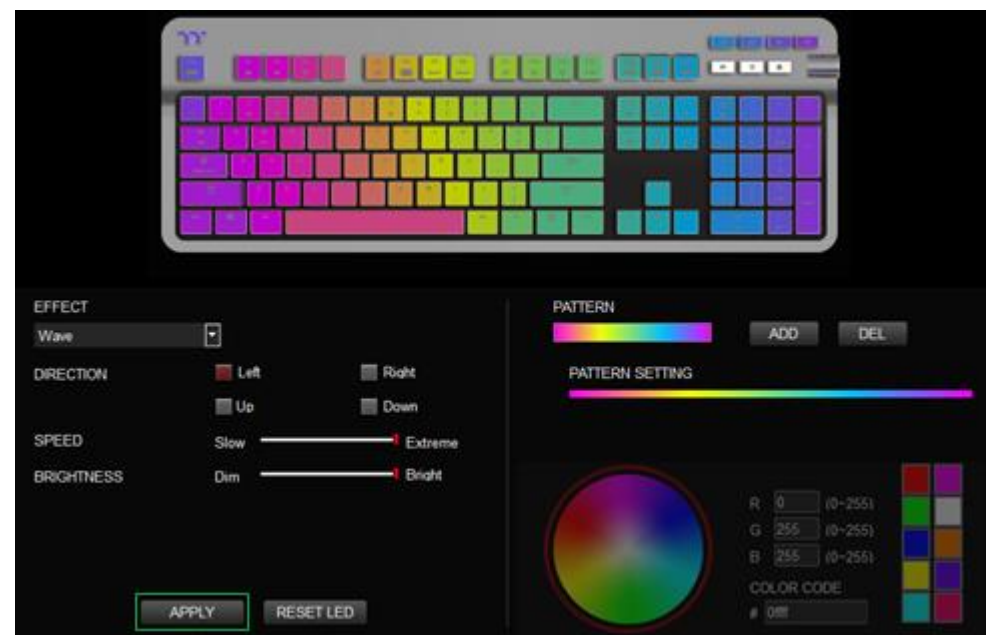 EFFECT
Wave
DIRECTION
Left
Right
Up
Down
SPEED
Slow
Extreme
BRIGHTNESS
Dim
Bright
APPLY
RESET LED
PATTERN
ADD
DEL
PATTERN SETTING
R 0 (0~255)
G 255 (0~255)
B 255 (0~255)
COLOR CODE
# 0ffff